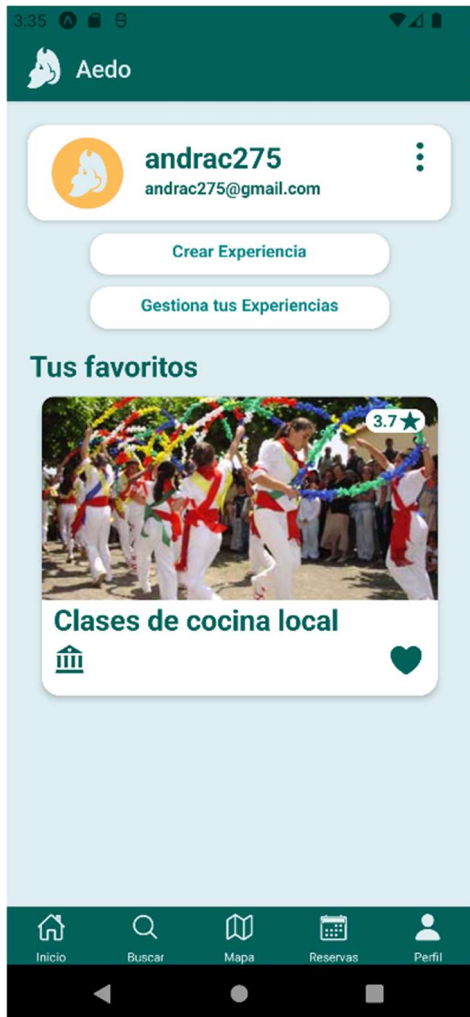 3:35
Aedo
andrac275
andrac275@gmail.com
Crear Experiencia
Gestiona tus Experiencias
Tus favoritos
3.7
Clases de cocina local
Inicio
Buscar
Mapa
Reservas
Perfil